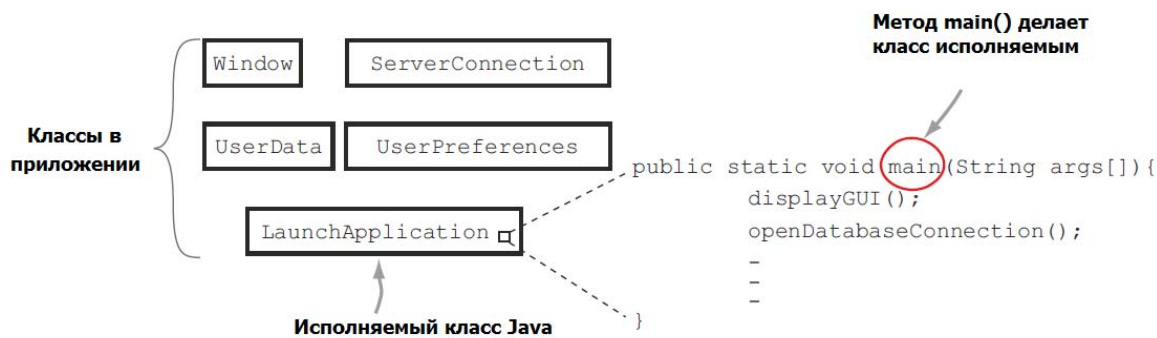 Метод main() делает
класс исполняемым
Window
ServerConnection
Классы в
приложении
UserData
UserPreferences
public static void main(String args[]){
displayGUI();
LaunchApplication
openDatabaseConnection();
–
–
–
}
Исполняемый класс Java